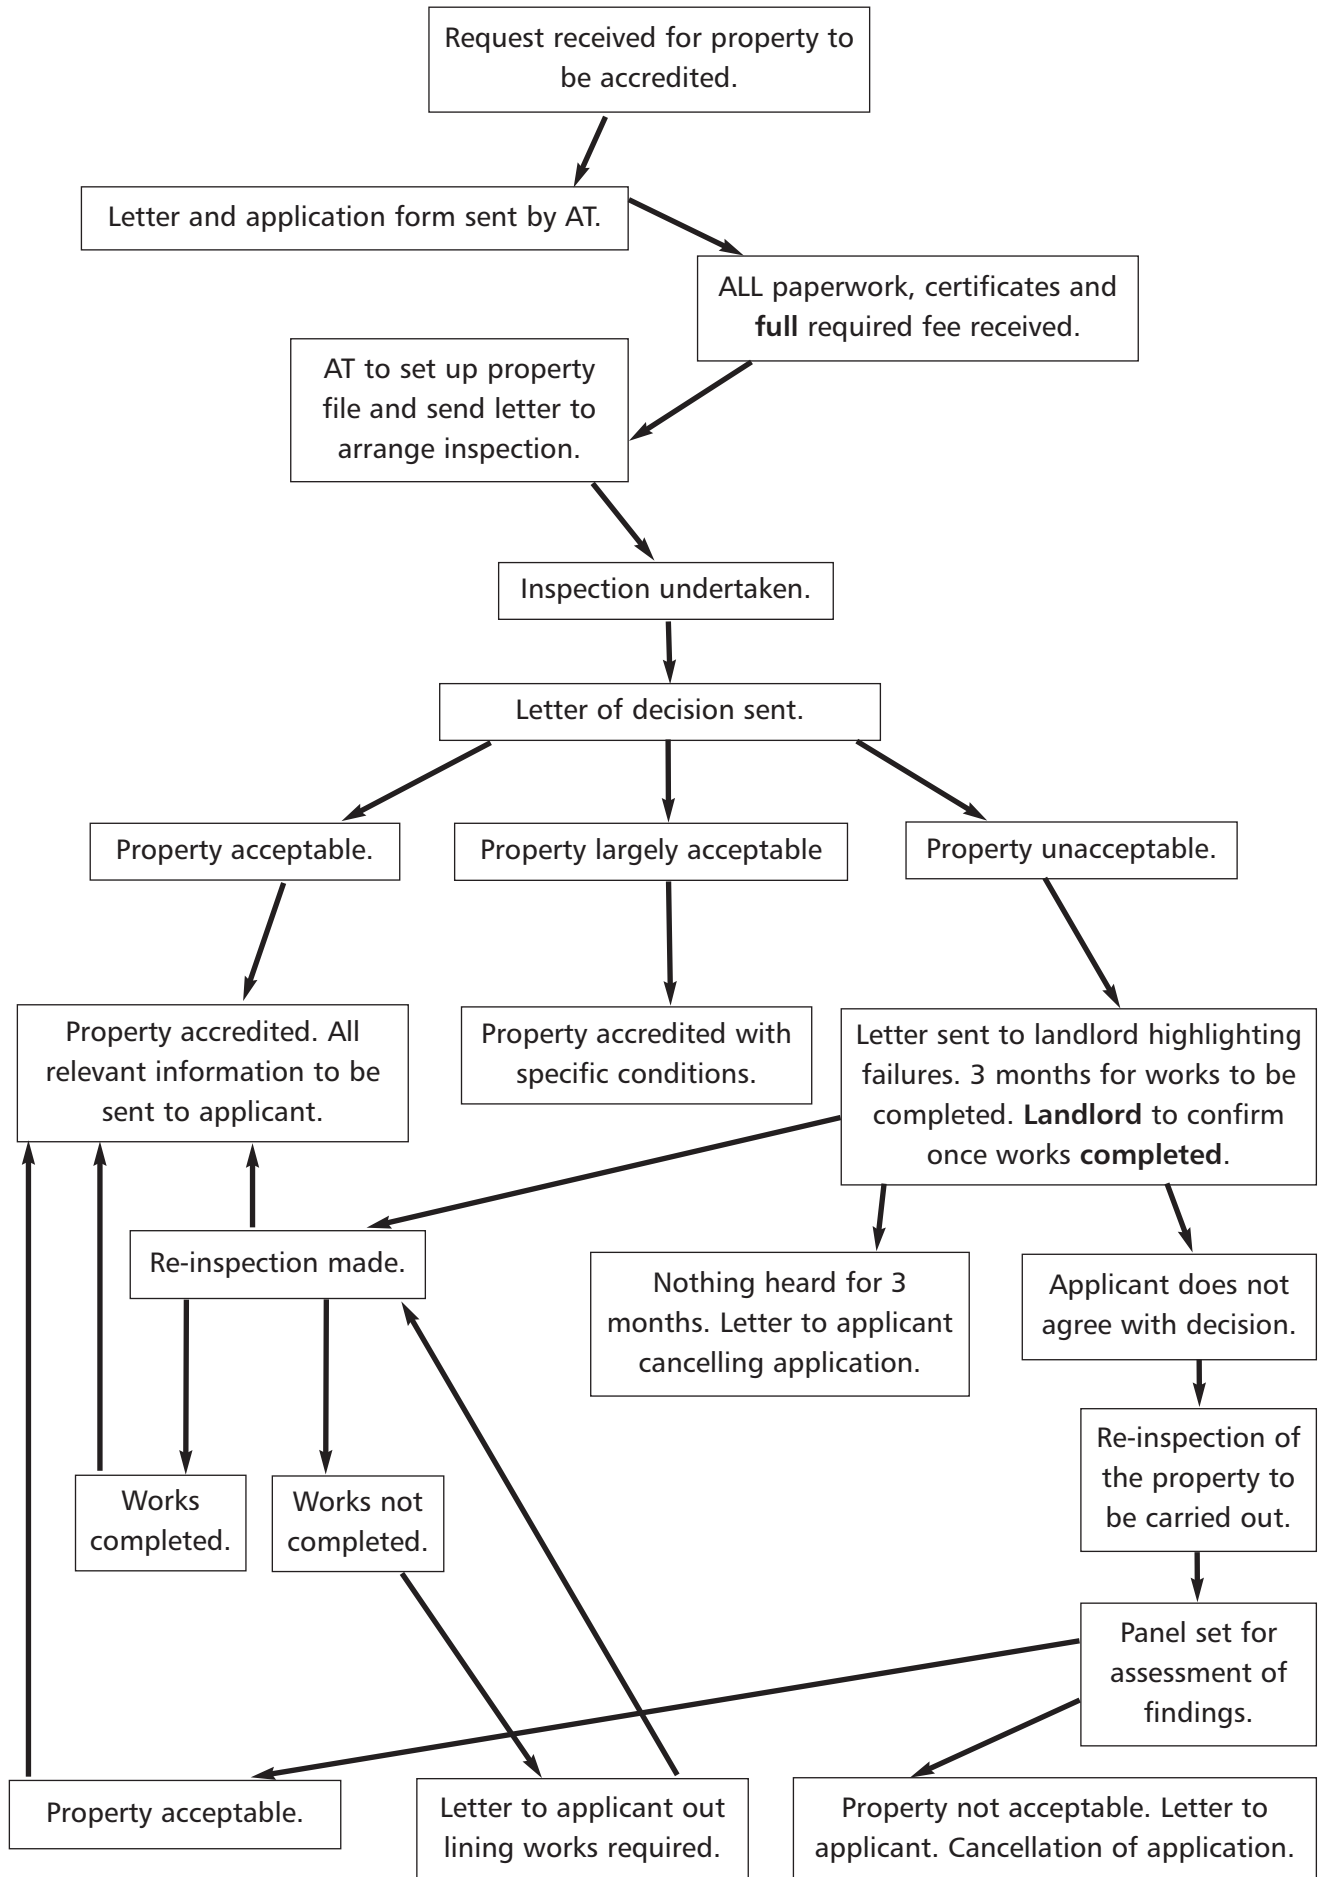 Request received for property to
be accredited.
Letter and application form sent by AT.
ALL paperwork, certificates and
full required fee received.
AT to set up property
file and send letter to
arrange inspection.
Inspection undertaken.
Letter of decision sent.
Property acceptable.
Property largely acceptable
Property unacceptable.
Property accredited. All
relevant information to be
sent to applicant.
Property accredited with
specific conditions.
Letter sent to landlord highlighting
failures. 3 months for works to be
completed. Landlord to confirm
once works completed.
Re-inspection made.
Nothing heard for 3
months. Letter to applicant
cancelling application.
Applicant does not
agree with decision.
Re-inspection of
the property to
be carried out.
Works
completed.
Works not
completed.
Panel set for
assessment of
findings.
Property acceptable.
Letter to applicant out
lining works required.
Property not acceptable. Letter to
applicant. Cancellation of application.